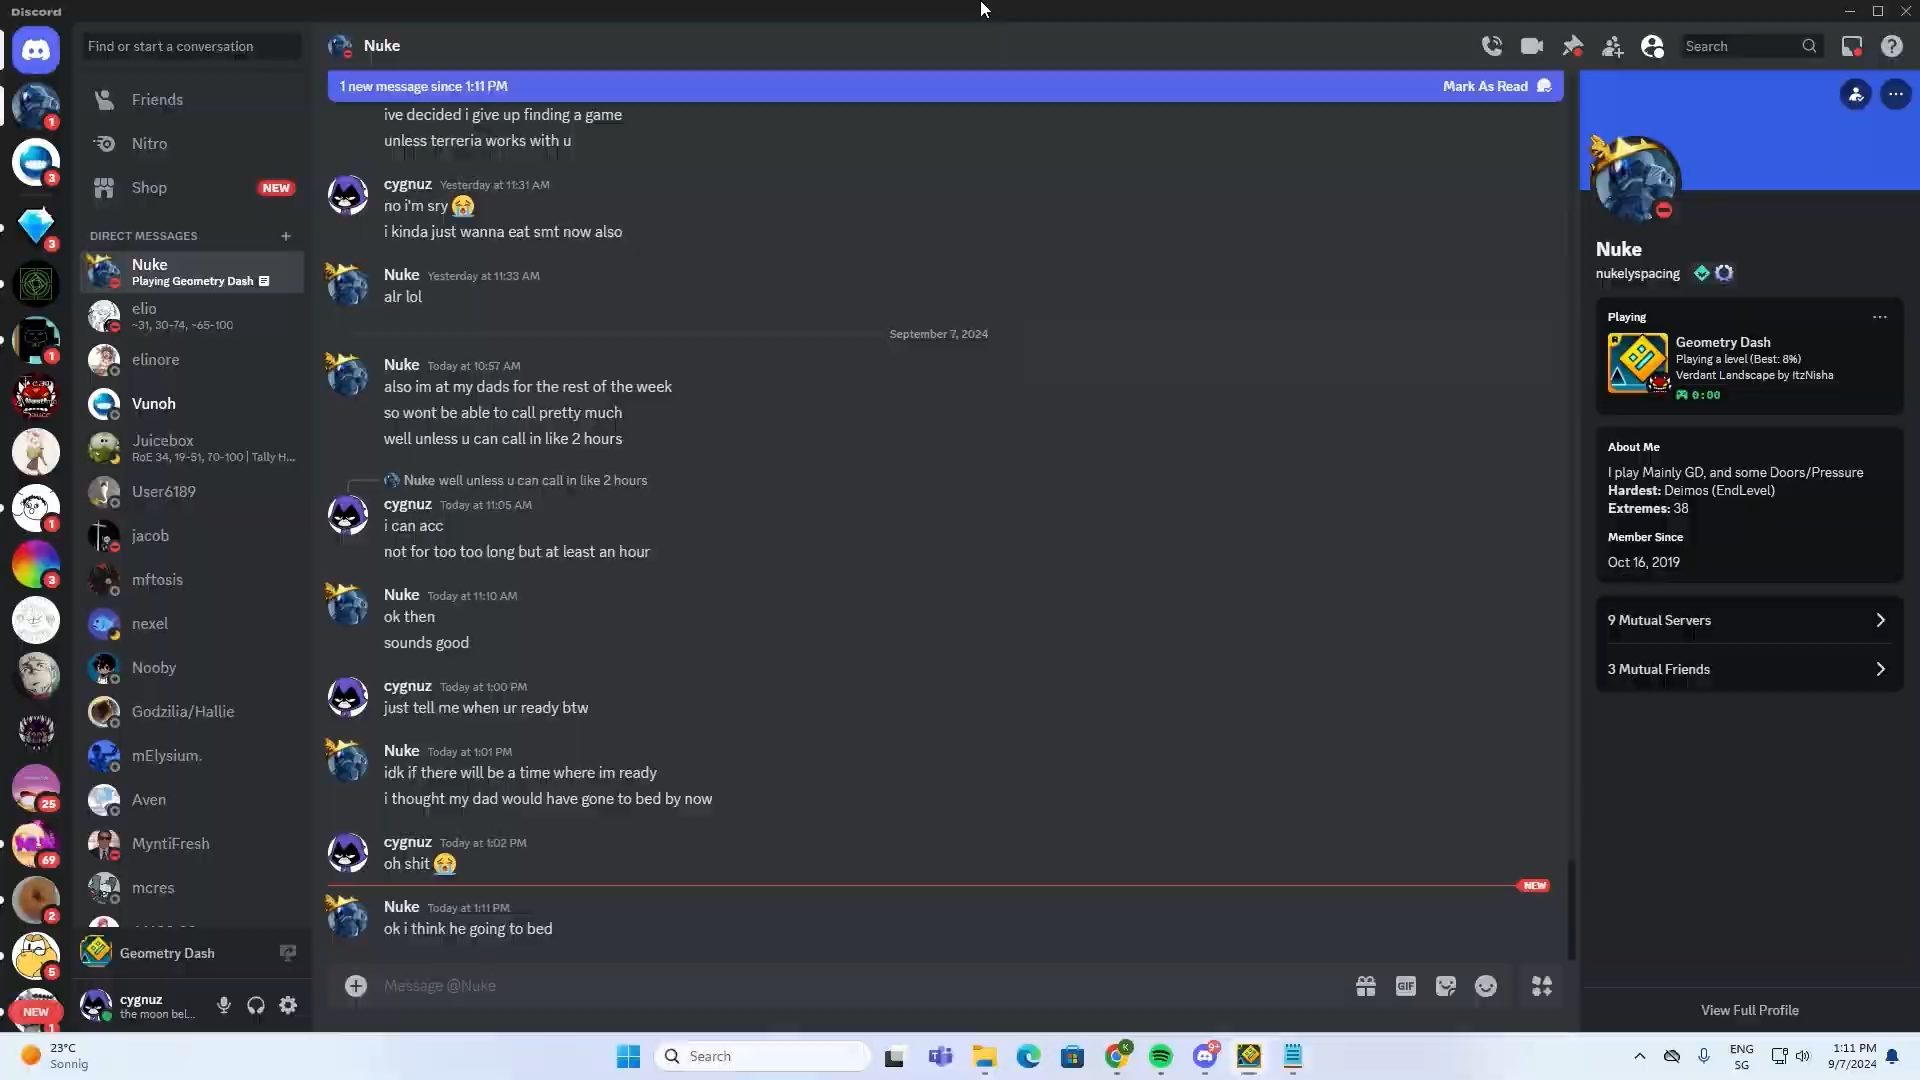 Discord
Find or start a conversation
Friends
Nitro
Shop
NEW
DIRECT MESSAGES
Nuke
Playing Geometry Dash
elio
~31, 30-74, ~65-100
elinore
Vunoh
Juicebox
RoE 34, 19-51, 70-100 | Tally H...
User6189
jacob
mftosis
nexel
Nooby
Godzilia/Hallie
mElysium.
Aven
MyntiFresh
mcres
Geometry Dash
cygnuz
the moon bel...
1
3
3
1
1
3
25
69
2
5
NEW
1
Nuke
Search
1 new message since 1:11 PM
Mark As Read
ive decided i give up finding a game
unless terreria works with u
cygnuz Yesterday at 11:31 AM
no i'm sry 😭
i kinda just wanna eat smt now also
Nuke Yesterday at 11:33 AM
alr lol
September 7, 2024
Nuke Today at 10:57 AM
also im at my dads for the rest of the week
so wont be able to call pretty much
well unless u can call in like 2 hours
Nuke well unless u can call in like 2 hours
cygnuz Today at 11:05 AM
i can acc
not for too too long but at least an hour
Nuke Today at 11:10 AM
ok then
sounds good
cygnuz Today at 1:00 PM
just tell me when ur ready btw
Nuke Today at 1:01 PM
idk if there will be a time where im ready
i thought my dad would have gone to bed by now
cygnuz Today at 1:02 PM
oh shit 😭
NEW
Nuke Today at 1:11 PM
ok i think he going to bed
Message @Nuke
GIF
Nuke
nukelyspacing
Playing
Geometry Dash
Playing a level (Best: 8%)
Verdant Landscape by ItzNisha
0:00
About Me
I play Mainly GD, and some Doors/Pressure
Hardest: Deimos (EndLevel)
Extremes: 38
Member Since
Oct 16, 2019
9 Mutual Servers
3 Mutual Friends
View Full Profile
23°C
Sonnig
Search
K
9+
ENG
SG
1:11 PM
9/7/2024